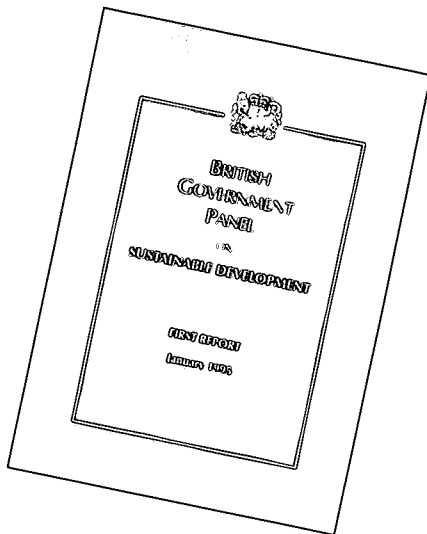 BRITISH
GOVERNMENT
PANEL
ON
SUSTAINABLE DEVELOPMENT
FIRST REPORT
January 1995